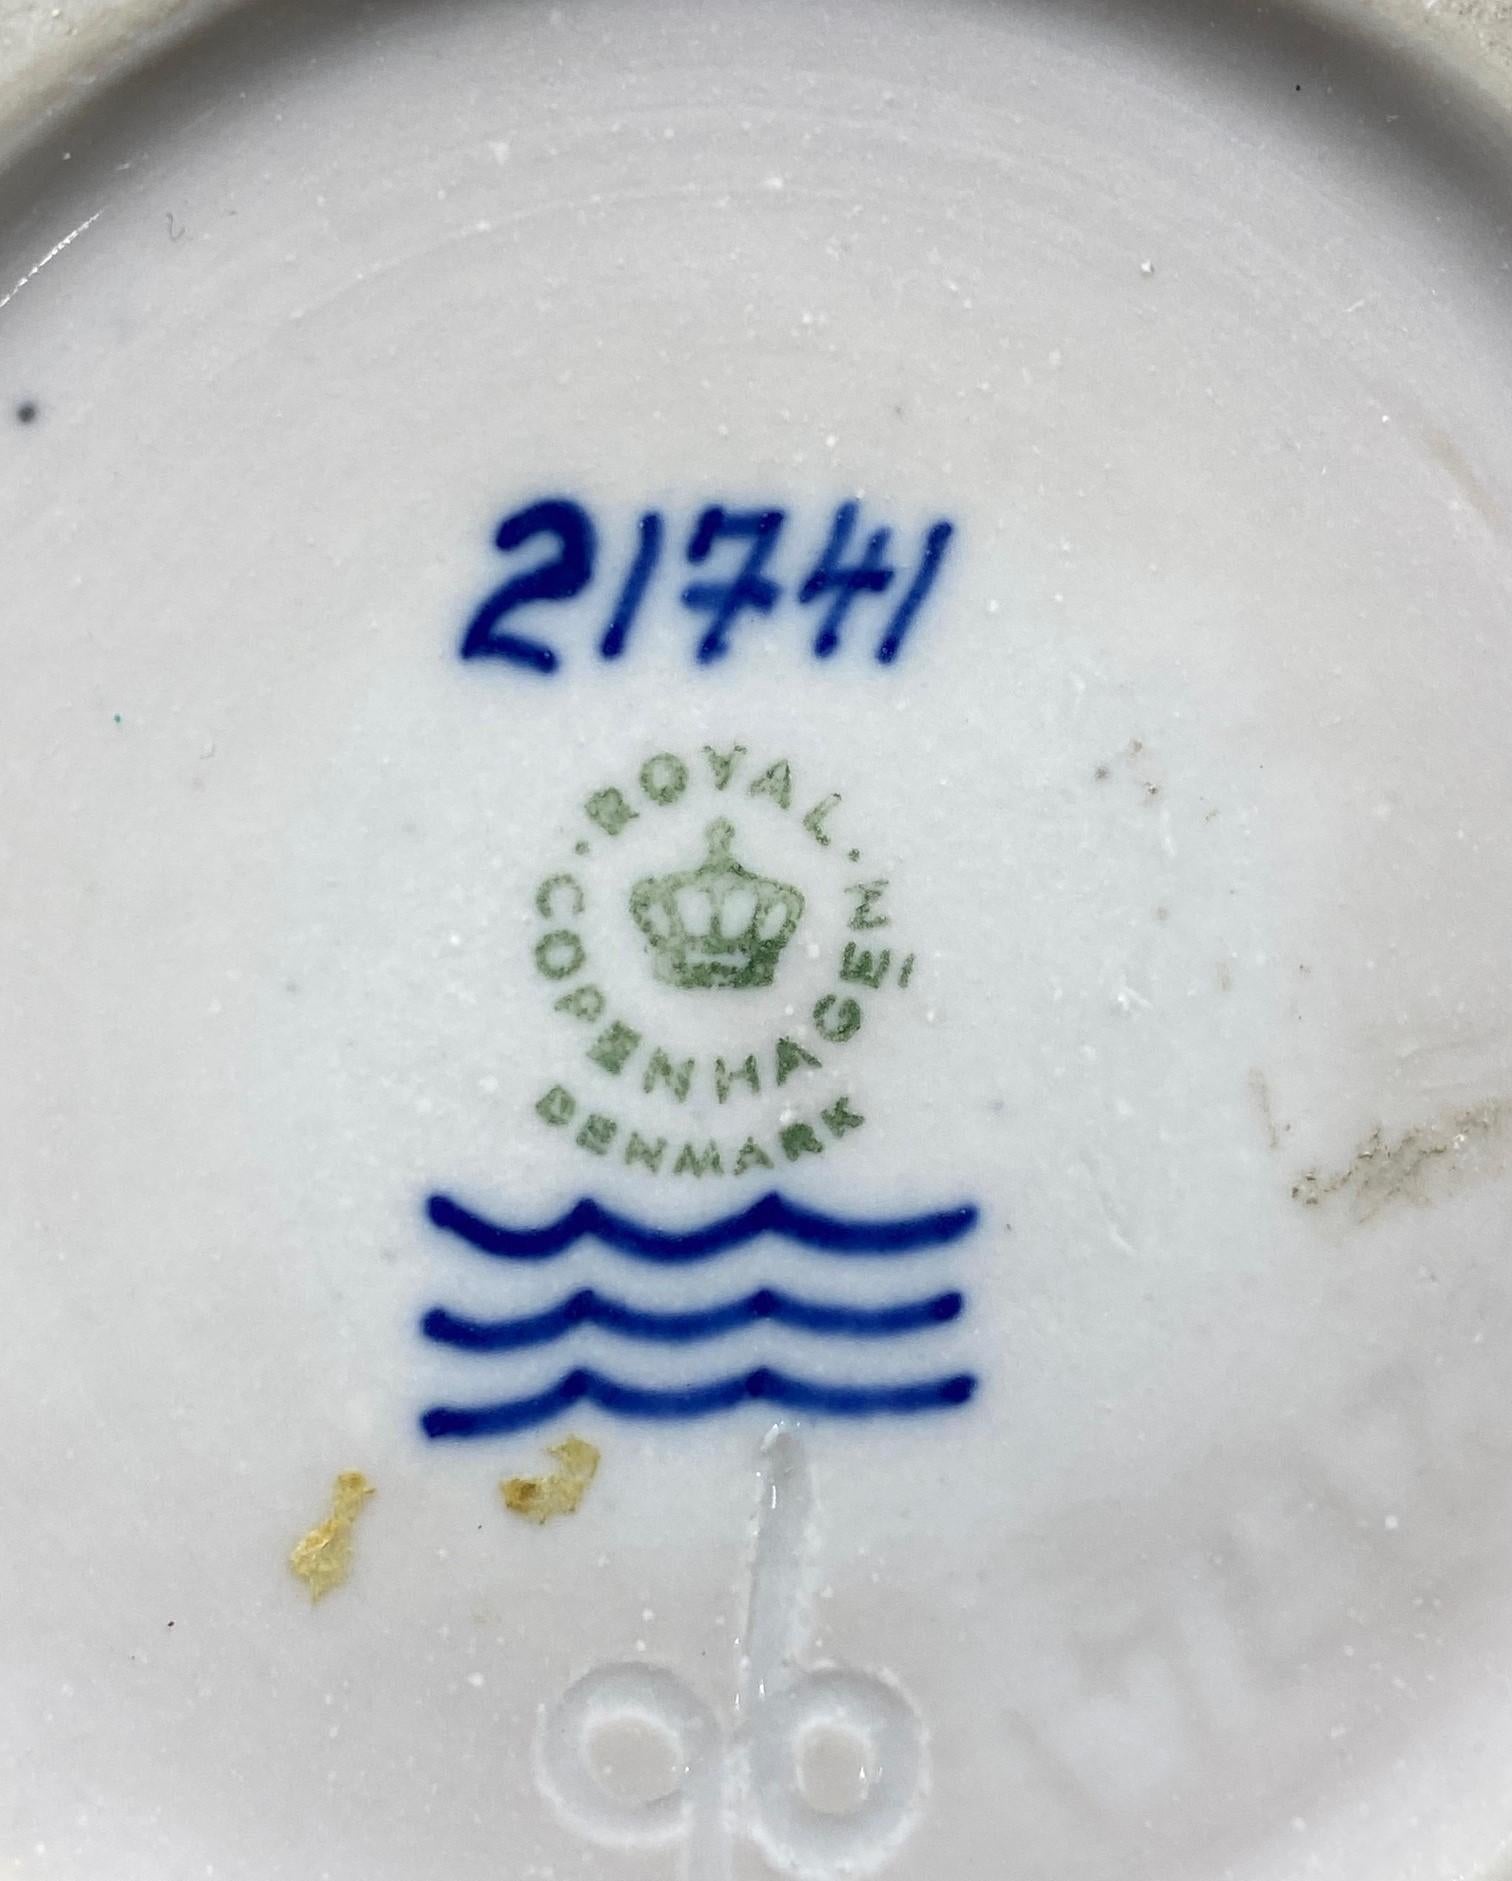 21741
ROYAL
COPENHAGEN
DENMARK